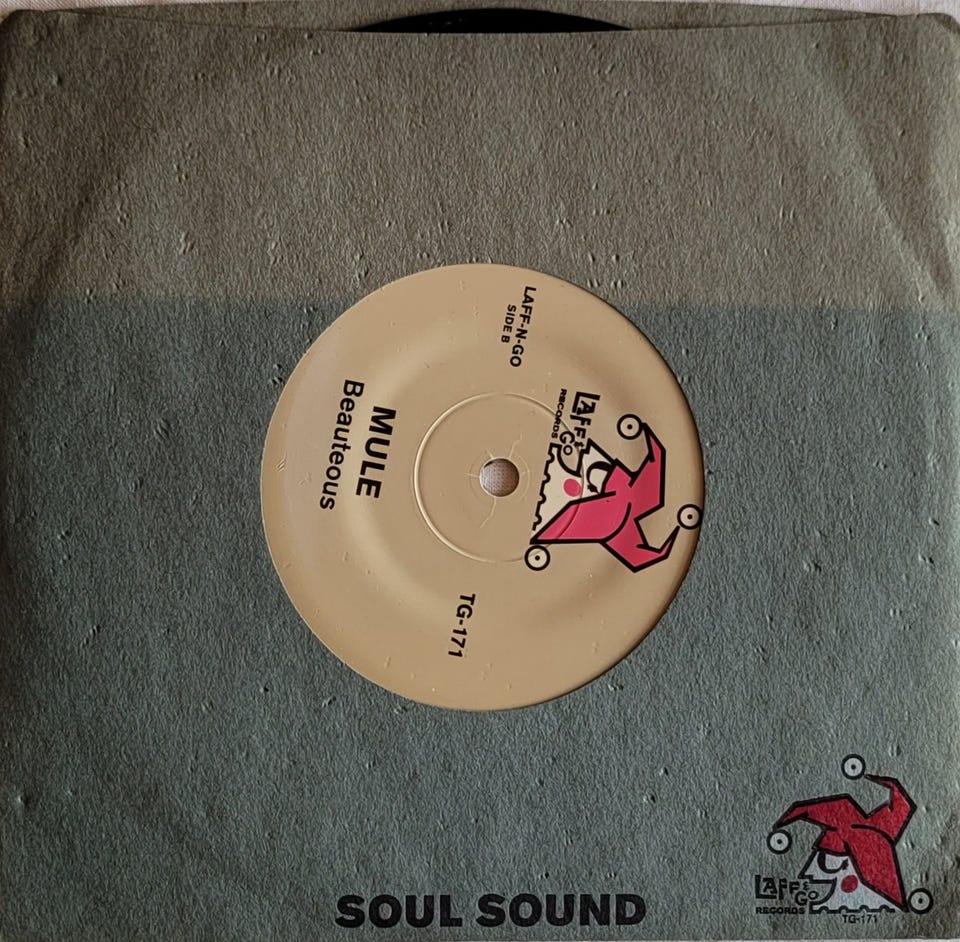 LAFF-N-GO
SIDE B
LAFF &
GO
RECORDS
MULE
Beauteous
TG-171
LAFF &
GO
RECORDS
TG-171
SOUL SOUND